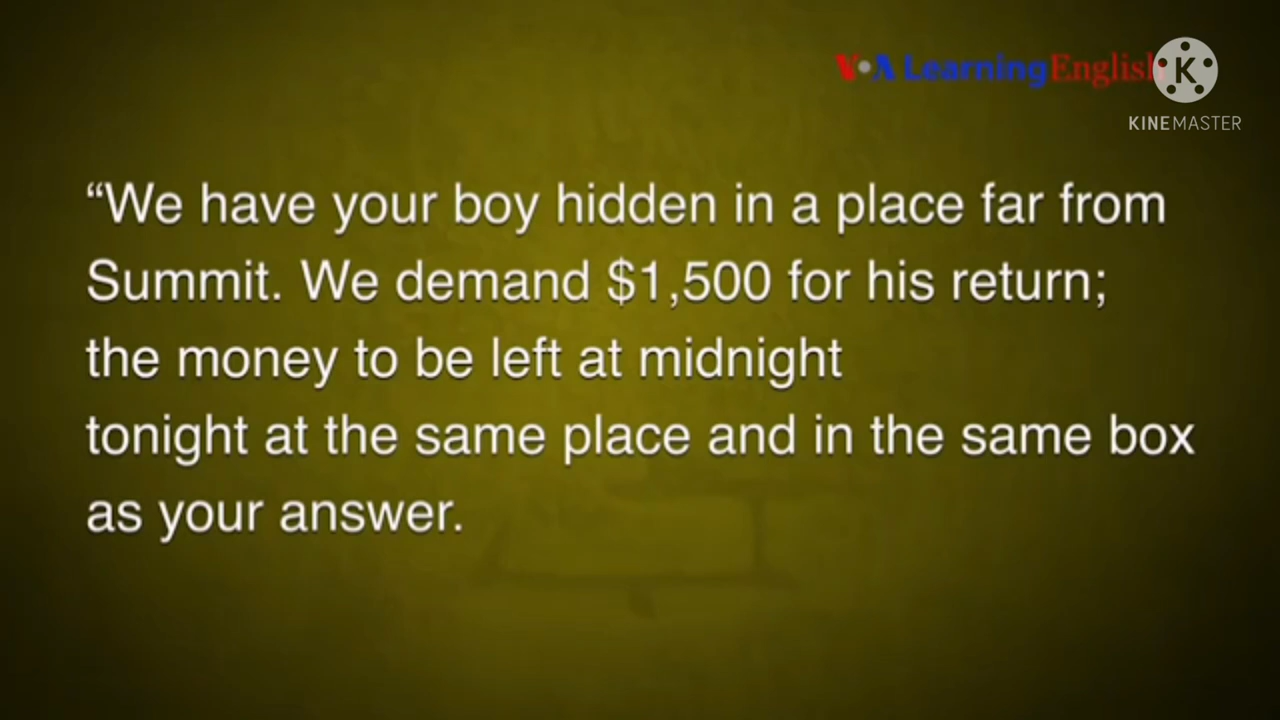 VOA Learning English
KINEMASTER
“We have your boy hidden in a place far from
Summit. We demand $1,500 for his return;
the money to be left at midnight
tonight at the same place and in the same box
as your answer.